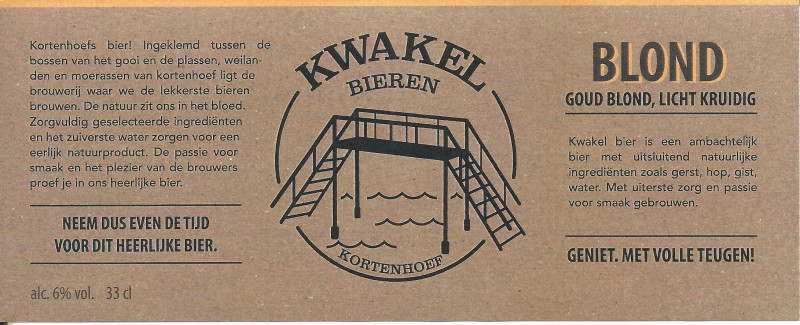 Kortenhoefs bier! Ingeklemd tussen de
bossen van het gooi en de plassen, weilan-
den en moerassen van kortenhoef ligt de
brouwerij waar we de lekkerste bieren
brouwen. De natuur zit ons in het bloed.
Zorgvuldig geselecteerde ingrediënten
en het zuiverste water zorgen voor een
eerlijk natuurproduct. De passie voor
smaak en het plezier van de brouwers
proef je in ons heerlijke bier.
NEEM DUS EVEN DE TIJD
VOOR DIT HEERLIJKE BIER.
alc. 6% vol. 33 cl
KWAKEL
BIEREN
KORTENHOEF
BLOND
GOUD BLOND, LICHT KRUIDIG
Kwakel bier is een ambachtelijk
bier met uitsluitend natuurlijke
ingrediënten zoals gerst, hop, gist,
water. Met uiterste zorg en passie
voor smaak gebrouwen.
GENIET. MET VOLLE TEUGEN!